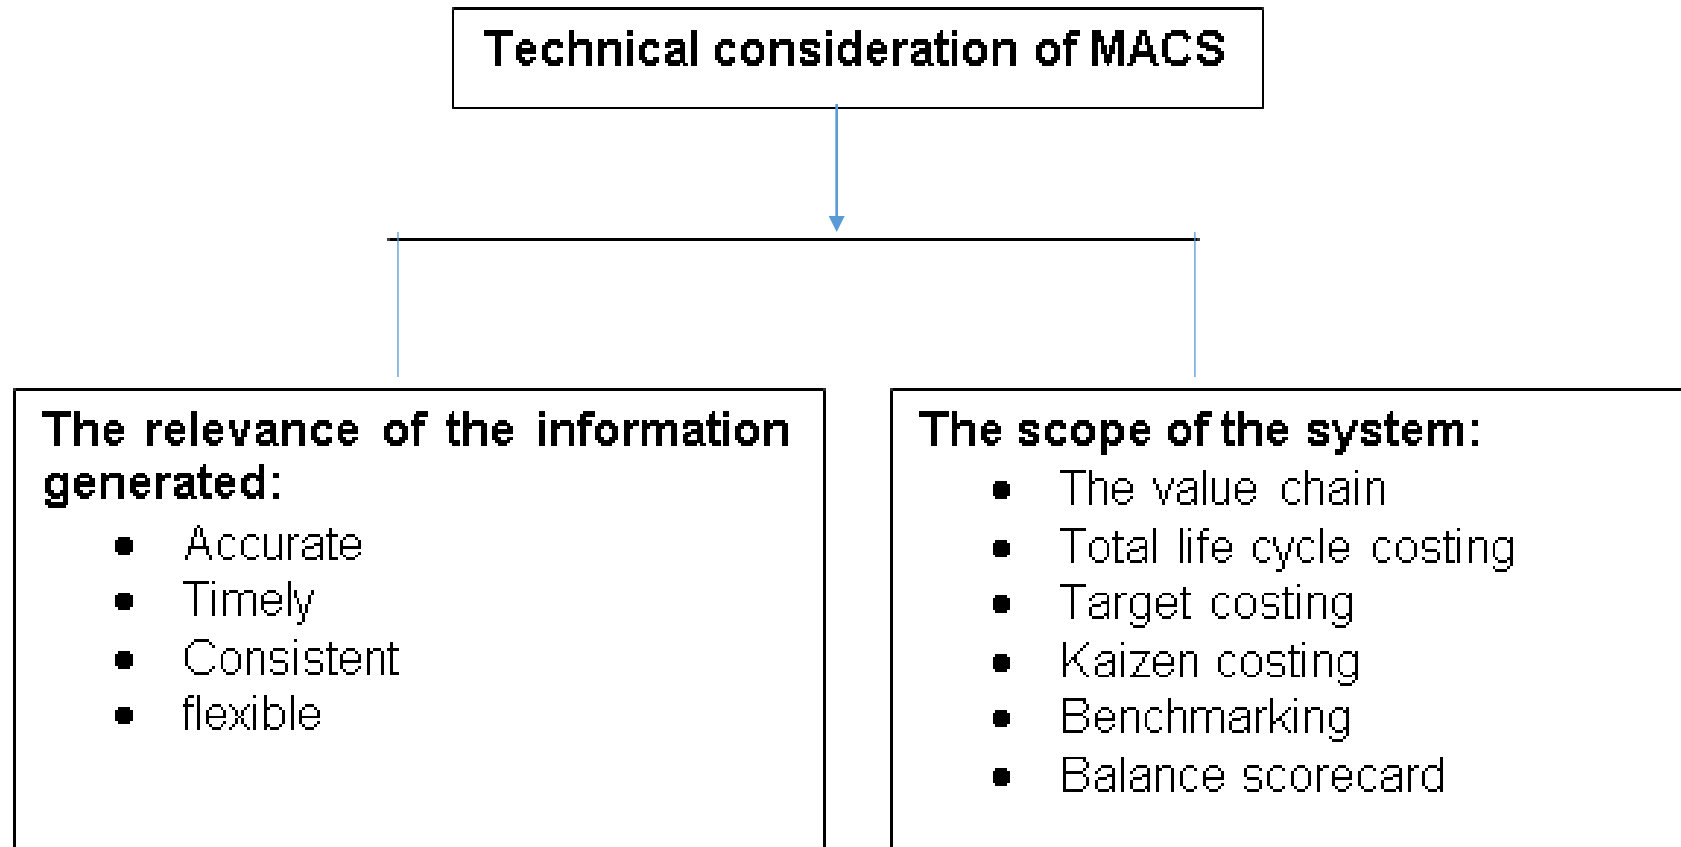 Technical consideration of MACS
The relevance of the information
generated:
• Accurate
• Timely
• Consistent
• flexible
The scope of the system:
• The value chain
• Total life cycle costing
• Target costing
• Kaizen costing
• Benchmarking
• Balance scorecard